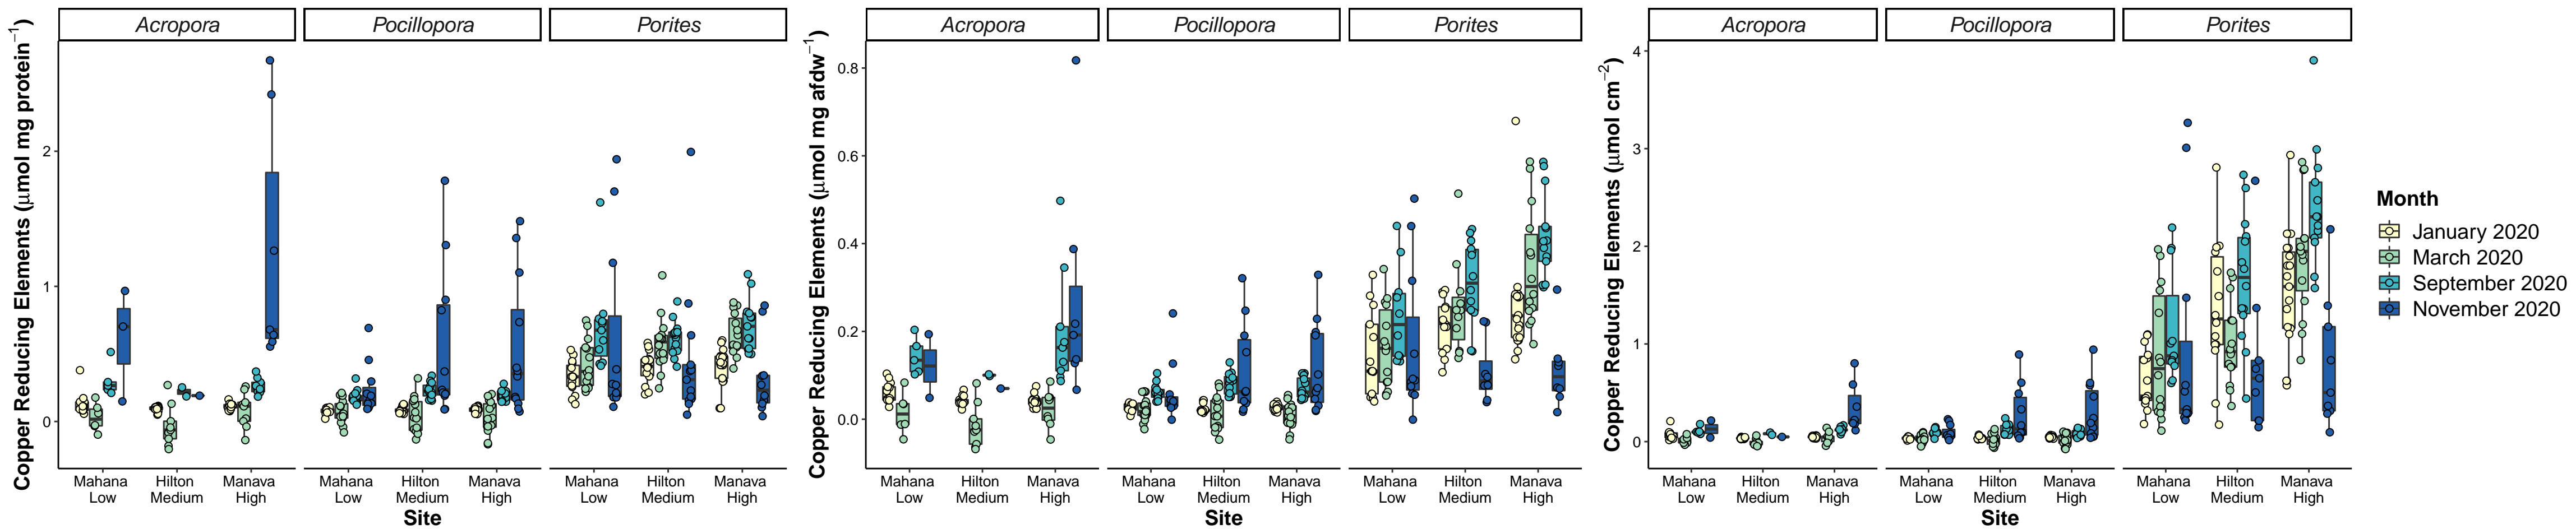 Copper Reducing Elements (μmol mg protein⁻¹)
Acropora
Pocillopora
Porites
2
1
0
Mahana
Low
Hilton
Medium
Manava
High
Mahana
Low
Hilton
Medium
Manava
High
Mahana
Low
Hilton
Medium
Manava
High
Site
Copper Reducing Elements (μmol mg afdw⁻¹)
Acropora
Pocillopora
Porites
0.8
0.6
0.4
0.2
0.0
Mahana
Low
Hilton
Medium
Manava
High
Mahana
Low
Hilton
Medium
Manava
High
Mahana
Low
Hilton
Medium
Manava
High
Site
Copper Reducing Elements (μmol cm⁻²)
Acropora
Pocillopora
Porites
4
3
2
1
0
Mahana
Low
Hilton
Medium
Manava
High
Mahana
Low
Hilton
Medium
Manava
High
Mahana
Low
Hilton
Medium
Manava
High
Site
Month
January 2020
March 2020
September 2020
November 2020